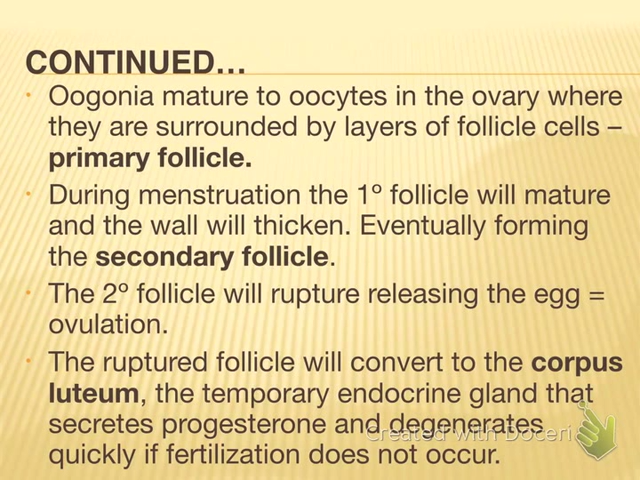 CONTINUED…
• Oogonia mature to oocytes in the ovary where
they are surrounded by layers of follicle cells –
primary follicle.
• During menstruation the 1º follicle will mature
and the wall will thicken. Eventually forming
the secondary follicle.
• The 2º follicle will rupture releasing the egg =
ovulation.
• The ruptured follicle will convert to the corpus
luteum, the temporary endocrine gland that
secretes progesterone and degenerates
quickly if fertilization does not occur.
Created with Doceri